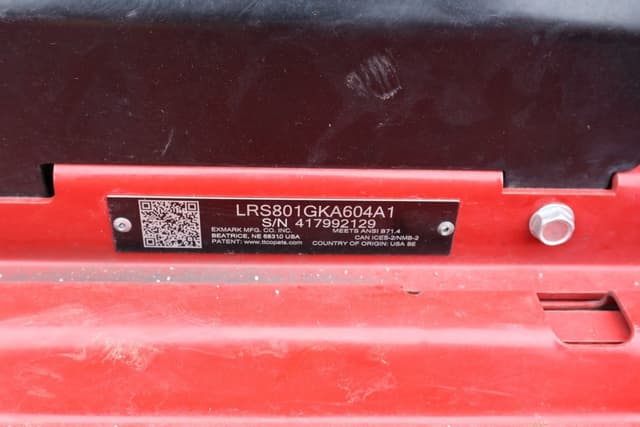 LRS801GKA604A1
S/N 417992129
EXMARK MFG. CO. INC. MEETS ANSI B71.4
BEATRICE, NE 68310 USA CAN ICES-2/NMB-2
PATENT: www.ttcopats.com COUNTRY OF ORIGIN: USA BE